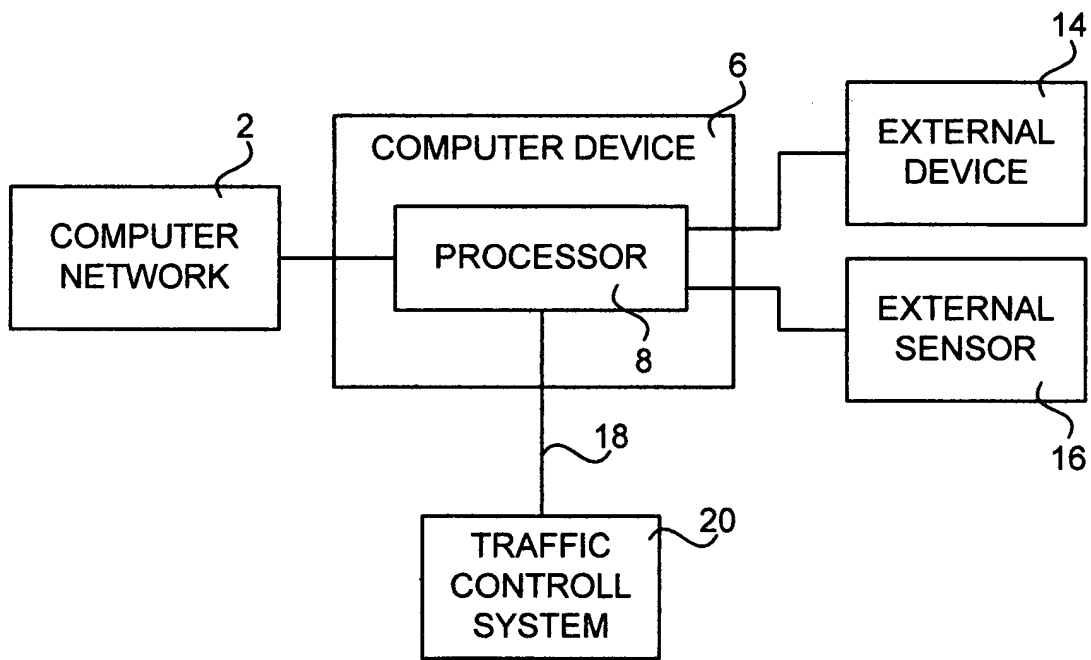 14
6
2
COMPUTER DEVICE
EXTERNAL
DEVICE
COMPUTER
NETWORK
PROCESSOR
8
EXTERNAL
SENSOR
16
18
20
TRAFFIC
CONTROLL
SYSTEM